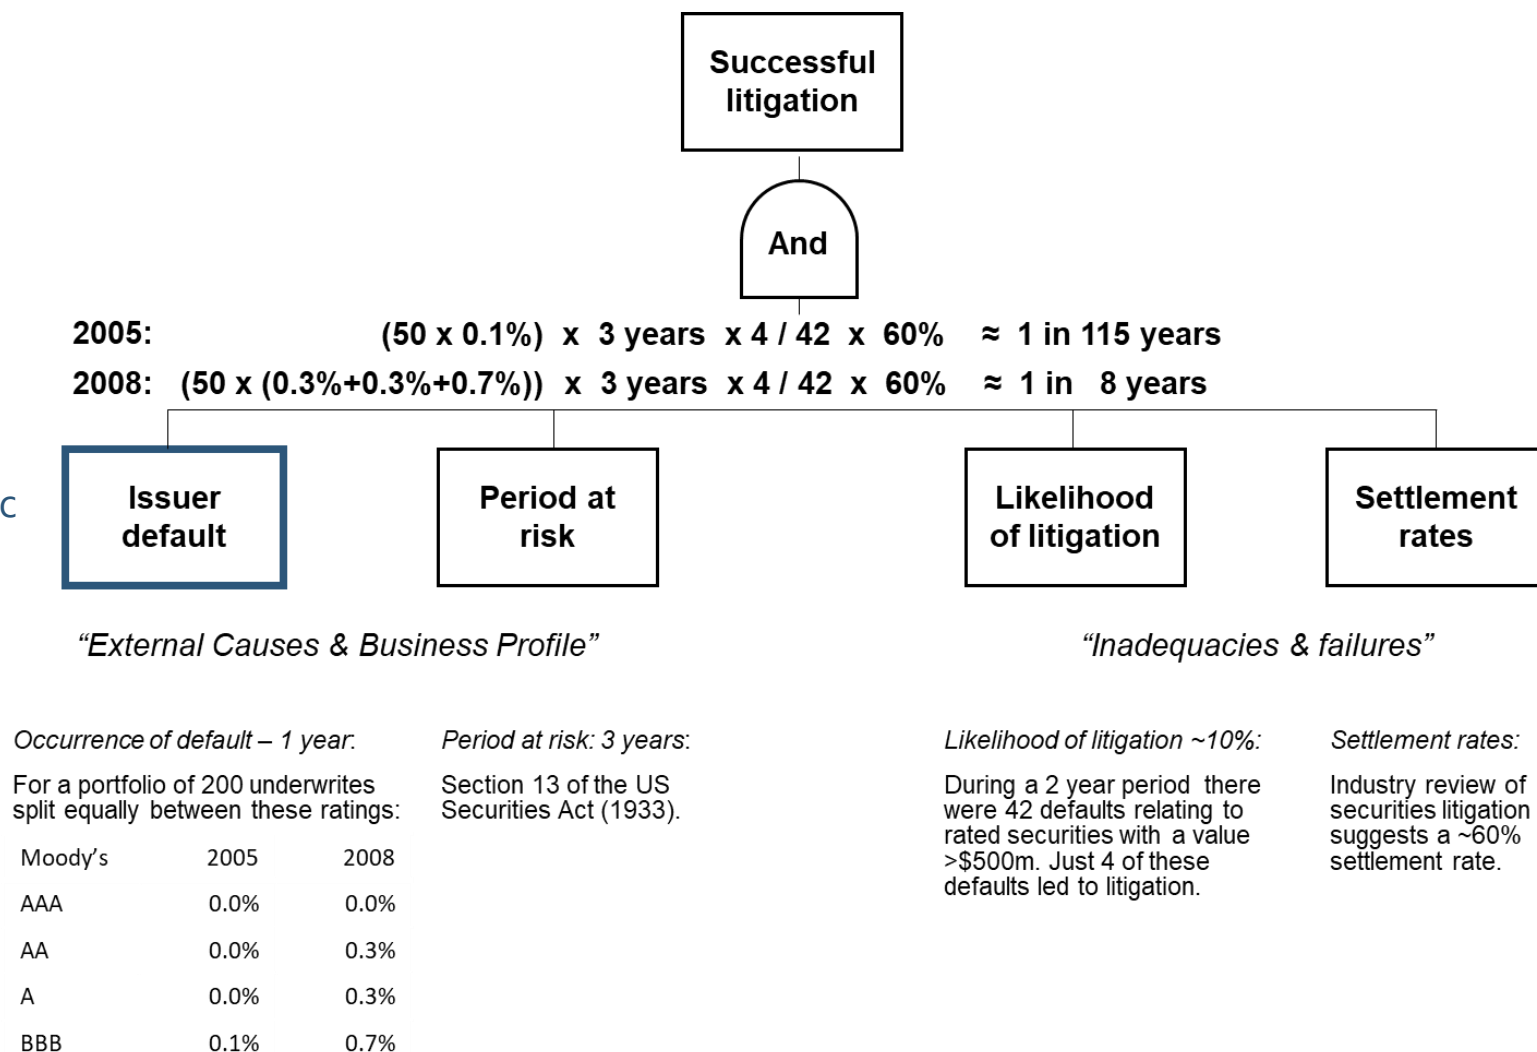 Successful
litigation
And
2005: (50 x 0.1%) x 3 years x 4 / 42 x 60% ≈ 1 in 115 years
2008: (50 x (0.3%+0.3%+0.7%)) x 3 years x 4 / 42 x 60% ≈ 1 in 8 years
c
Issuer
default
Period at
risk
Likelihood
of litigation
Settlement
rates
“External Causes & Business Profile”
“Inadequacies & failures”
Occurrence of default – 1 year:
For a portfolio of 200 underwrites
split equally between these ratings:
Moody’s 2005 2008
AAA 0.0% 0.0%
AA 0.0% 0.3%
A 0.0% 0.3%
BBB 0.1% 0.7%
Period at risk: 3 years:
Section 13 of the US
Securities Act (1933).
Likelihood of litigation ~10%:
During a 2 year period there
were 42 defaults relating to
rated securities with a value
>$500m. Just 4 of these
defaults led to litigation.
Settlement rates:
Industry review of
securities litigation
suggests a ~60%
settlement rate.